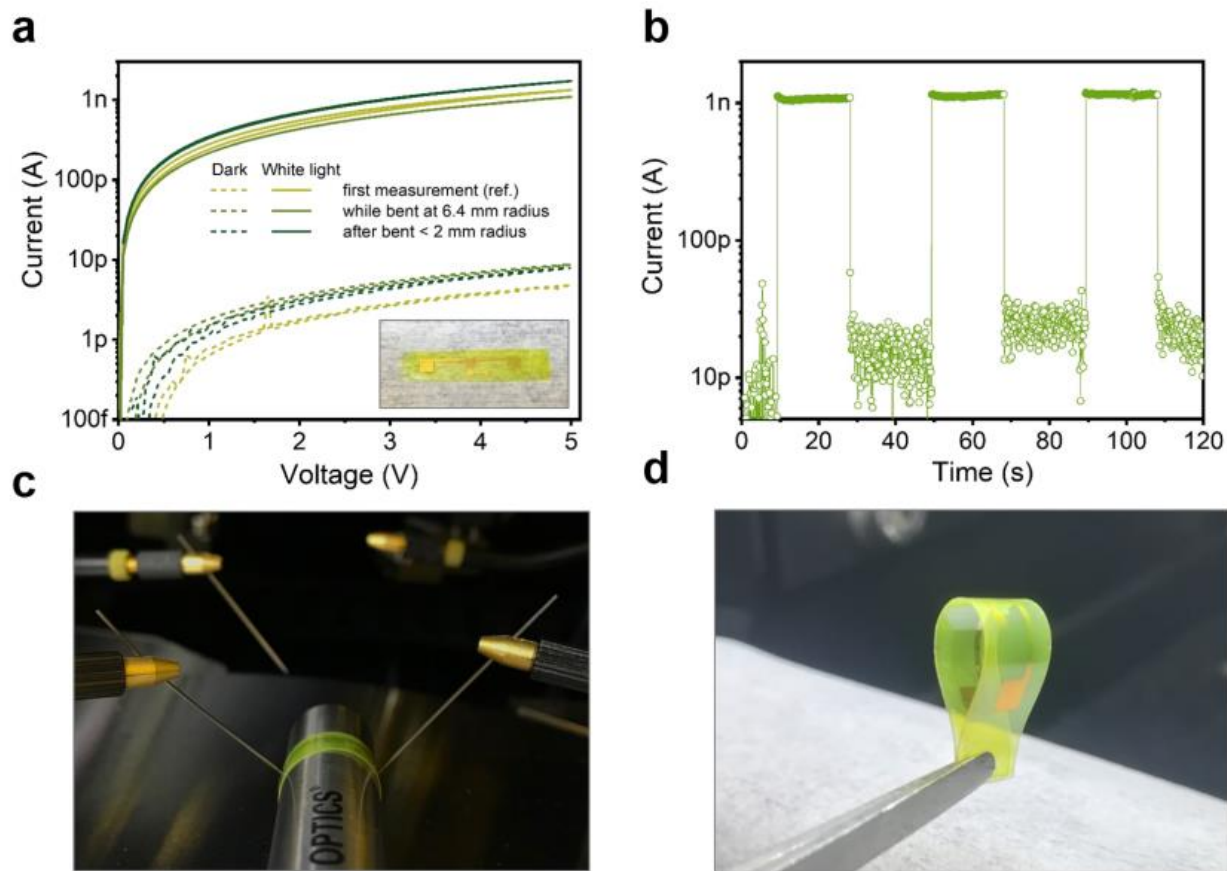 a
1n
100p
10p
1p
100f
Current (A)
Dark White light
first measurement (ref.)
while bent at 6.4 mm radius
after bent < 2 mm radius
0 1 2 3 4 5
Voltage (V)
b
1n
100p
10p
Current (A)
0 20 40 60 80 100 120
Time (s)
c
OPTICS
d